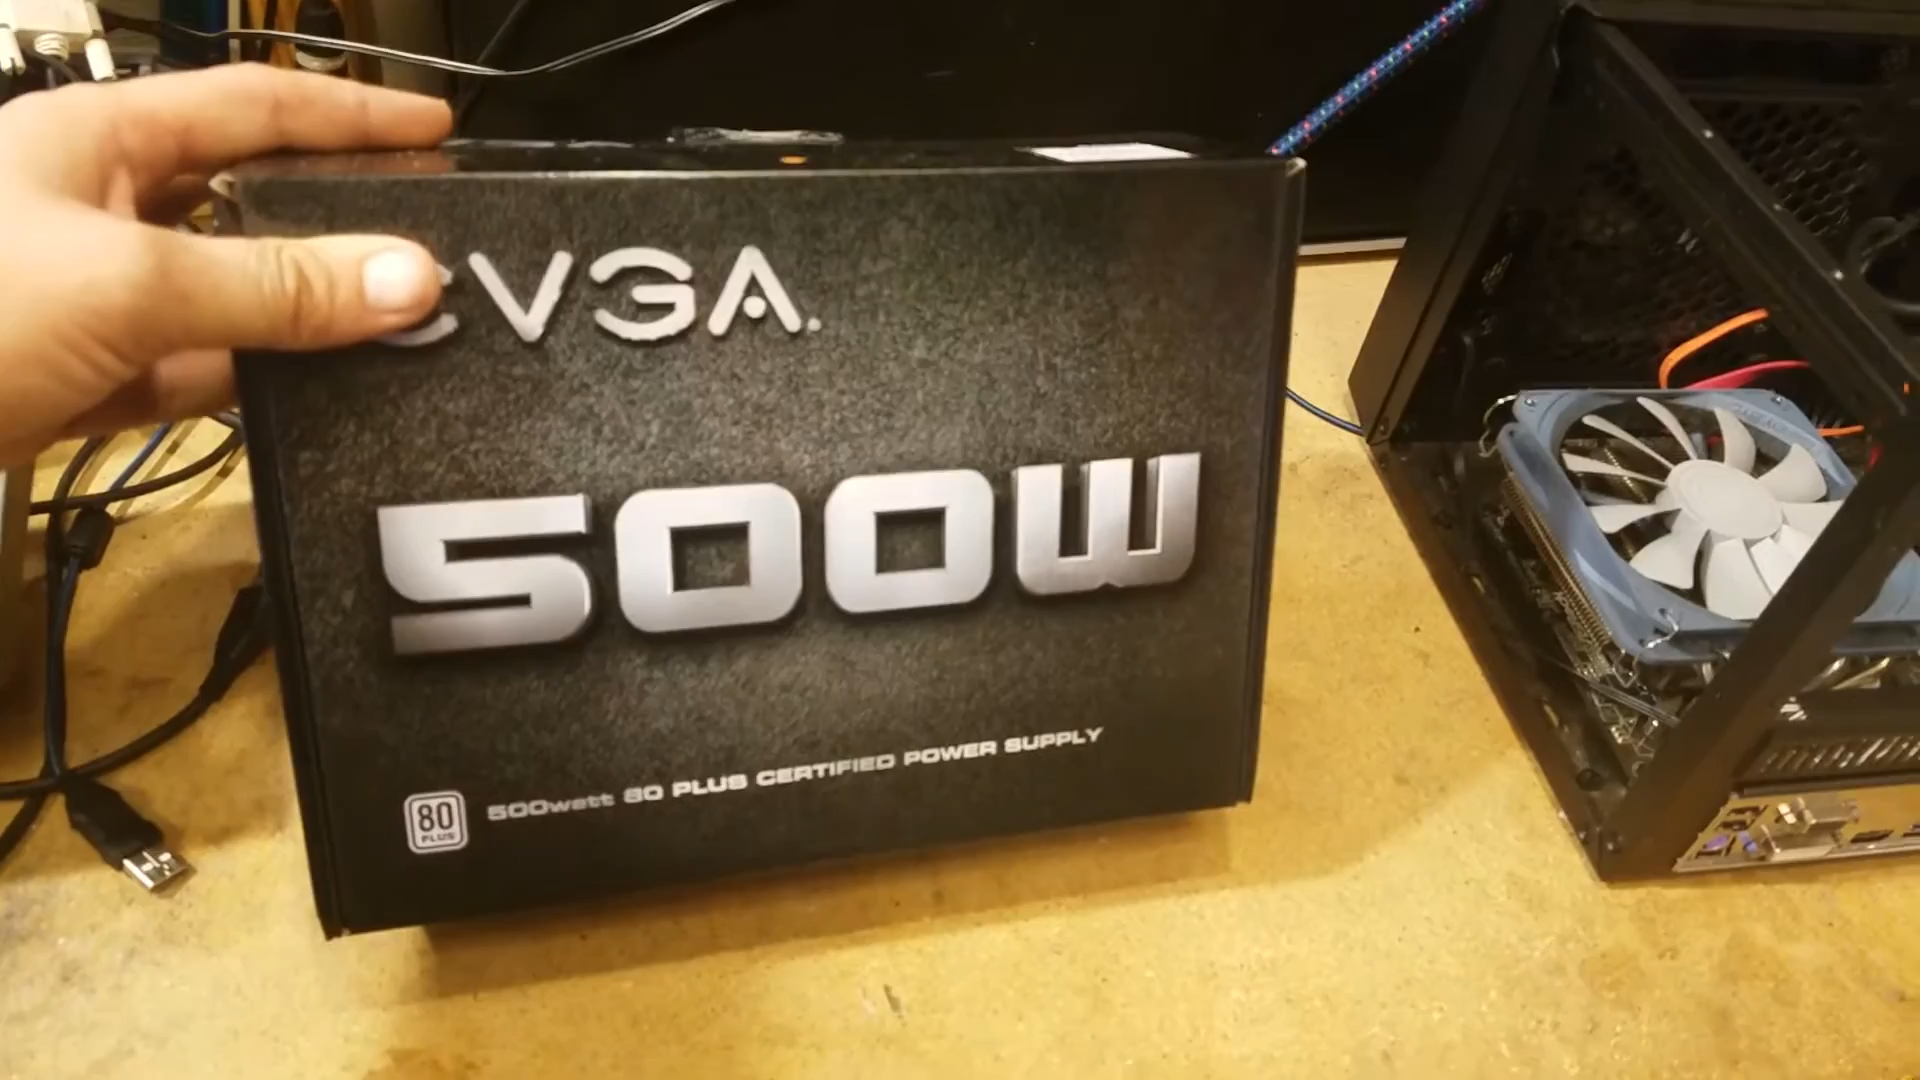 EVGA.
500W
80 PLUS
500watt 80 PLUS CERTIFIED POWER SUPPLY